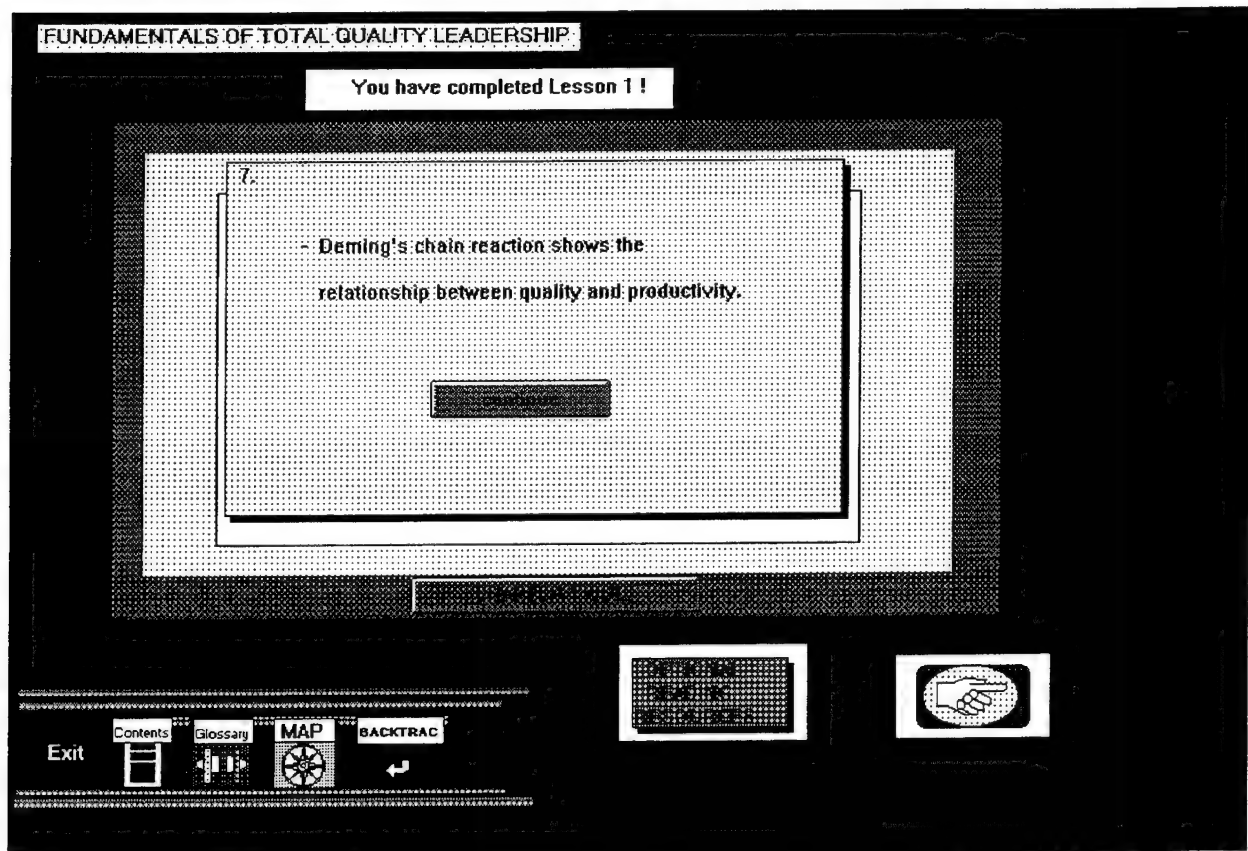 FUNDAMENTALS OF TOTAL QUALITY LEADERSHIP
You have completed Lesson 1 !
7.
- Deming's chain reaction shows the
relationship between quality and productivity.
Contents
Glossary
MAP
BACKTRAC
Exit